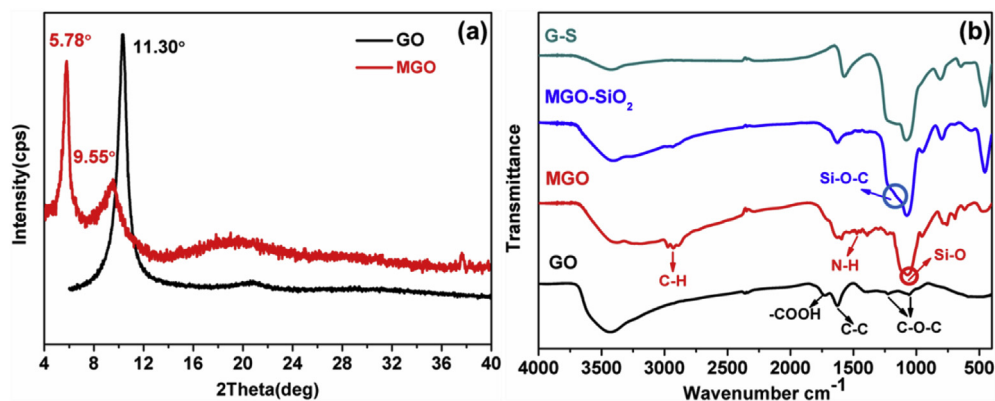 (a)
5.78°
11.30°
GO
MGO
9.55°
Intensity(cps)
4 8 12 16 20 24 28 32 36 40
2Theta(deg)
(b)
G-S
MGO-SiO2
Si-O-C
MGO
N-H
Si-O
C-H
GO
-COOH
C-C
C-O-C
Transmittance
4000 3500 3000 2500 2000 1500 1000 500
Wavenumber cm-1